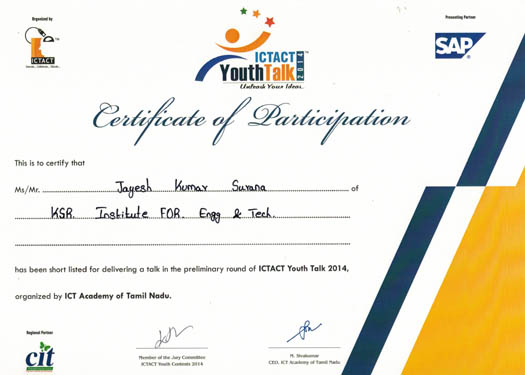 Organized by
ICTACT
ICTACT
YouthTalk 2014
Unleash Your Ideas..
Presenting Partner
SAP
Certificate of Participation
This is to certify that
Ms/Mr. Jayesh Kumar Surana of
KSR. Institute FOR. Engg & Tech.
has been short listed for delivering a talk in the preliminary round of ICTACT Youth Talk 2014,
organized by ICT Academy of Tamil Nadu.
Regional Partner
cit
Member of the Jury Committee
ICTACT Youth Contests 2014
M. Sivakumar
CEO, ICT Academy of Tamil Nadu